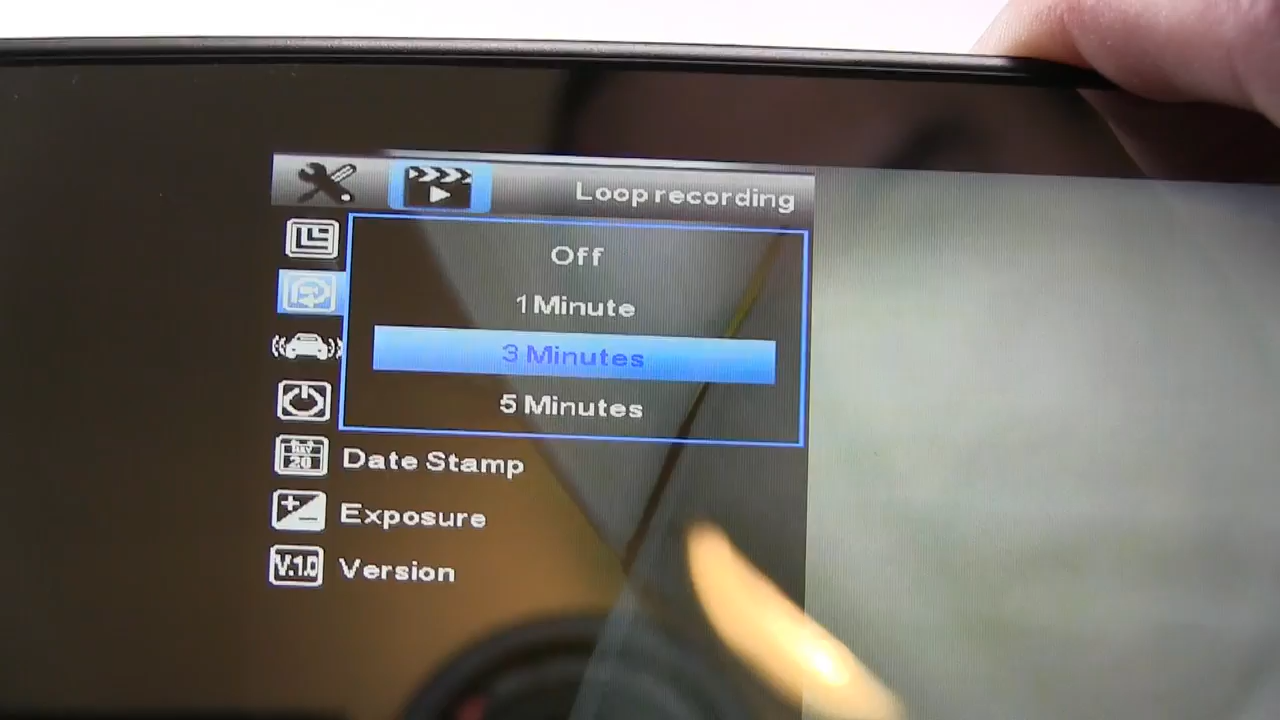 Loop recording
Off
1 Minute
3 Minutes
5 Minutes
Date Stamp
Exposure
V.1.0 Version